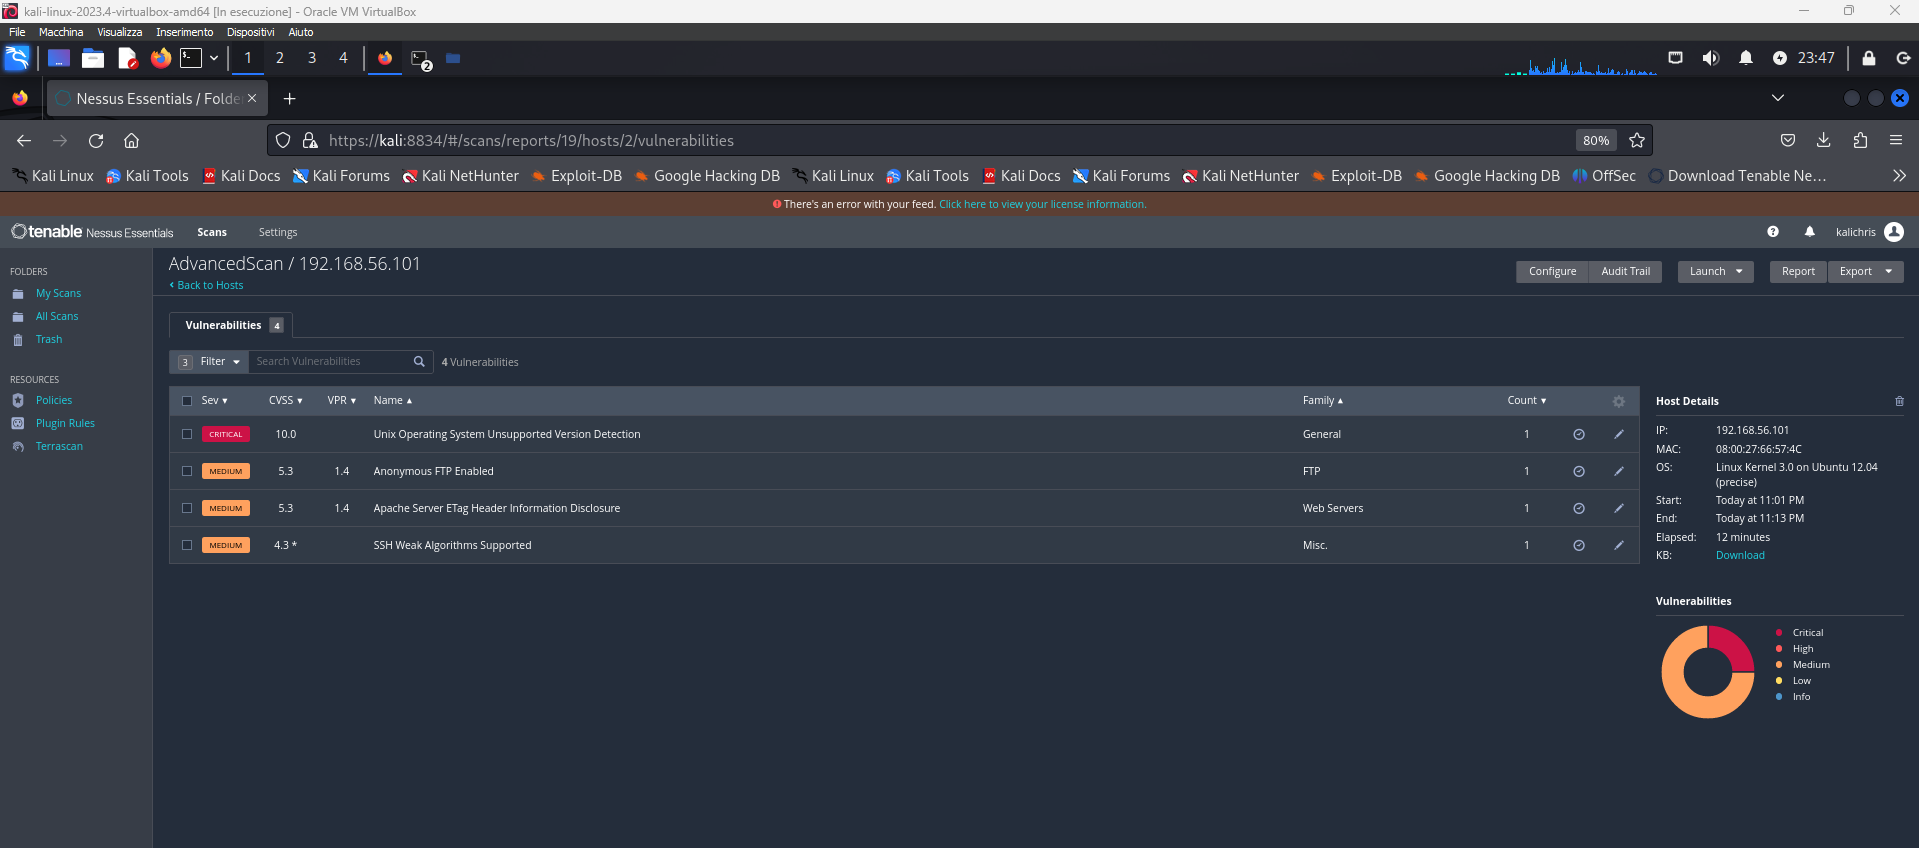 kali-linux-2023.4-virtualbox-amd64 [In esecuzione] - Oracle VM VirtualBox
File Macchina Visualizza Inserimento Dispositivi Aiuto
1 2 3 4 2 23:47
Nessus Essentials / Folde
https://kali:8834/#/scans/reports/19/hosts/2/vulnerabilities 80%
Kali Linux Kali Tools Kali Docs Kali Forums Kali NetHunter Exploit-DB Google Hacking DB Kali Linux Kali Tools Kali Docs Kali Forums Kali NetHunter Exploit-DB Google Hacking DB OffSec Download Tenable Ne…
There's an error with your feed. Click here to view your license information.
tenable Nessus Essentials Scans Settings kalichris
FOLDERS
My Scans
All Scans
Trash
RESOURCES
Policies
Plugin Rules
Terrascan
AdvancedScan / 192.168.56.101
Back to Hosts
Configure Audit Trail Launch Report Export
Vulnerabilities 4
3 Filter Search Vulnerabilities 4 Vulnerabilities
Sev CVSS VPR Name Family Count
CRITICAL 10.0 Unix Operating System Unsupported Version Detection General 1
MEDIUM 5.3 1.4 Anonymous FTP Enabled FTP 1
MEDIUM 5.3 1.4 Apache Server ETag Header Information Disclosure Web Servers 1
MEDIUM 4.3 * SSH Weak Algorithms Supported Misc. 1
Host Details
IP: 192.168.56.101
MAC: 08:00:27:66:57:4C
OS: Linux Kernel 3.0 on Ubuntu 12.04
(precise)
Start: Today at 11:01 PM
End: Today at 11:13 PM
Elapsed: 12 minutes
KB: Download
Vulnerabilities
Critical
High
Medium
Low
Info